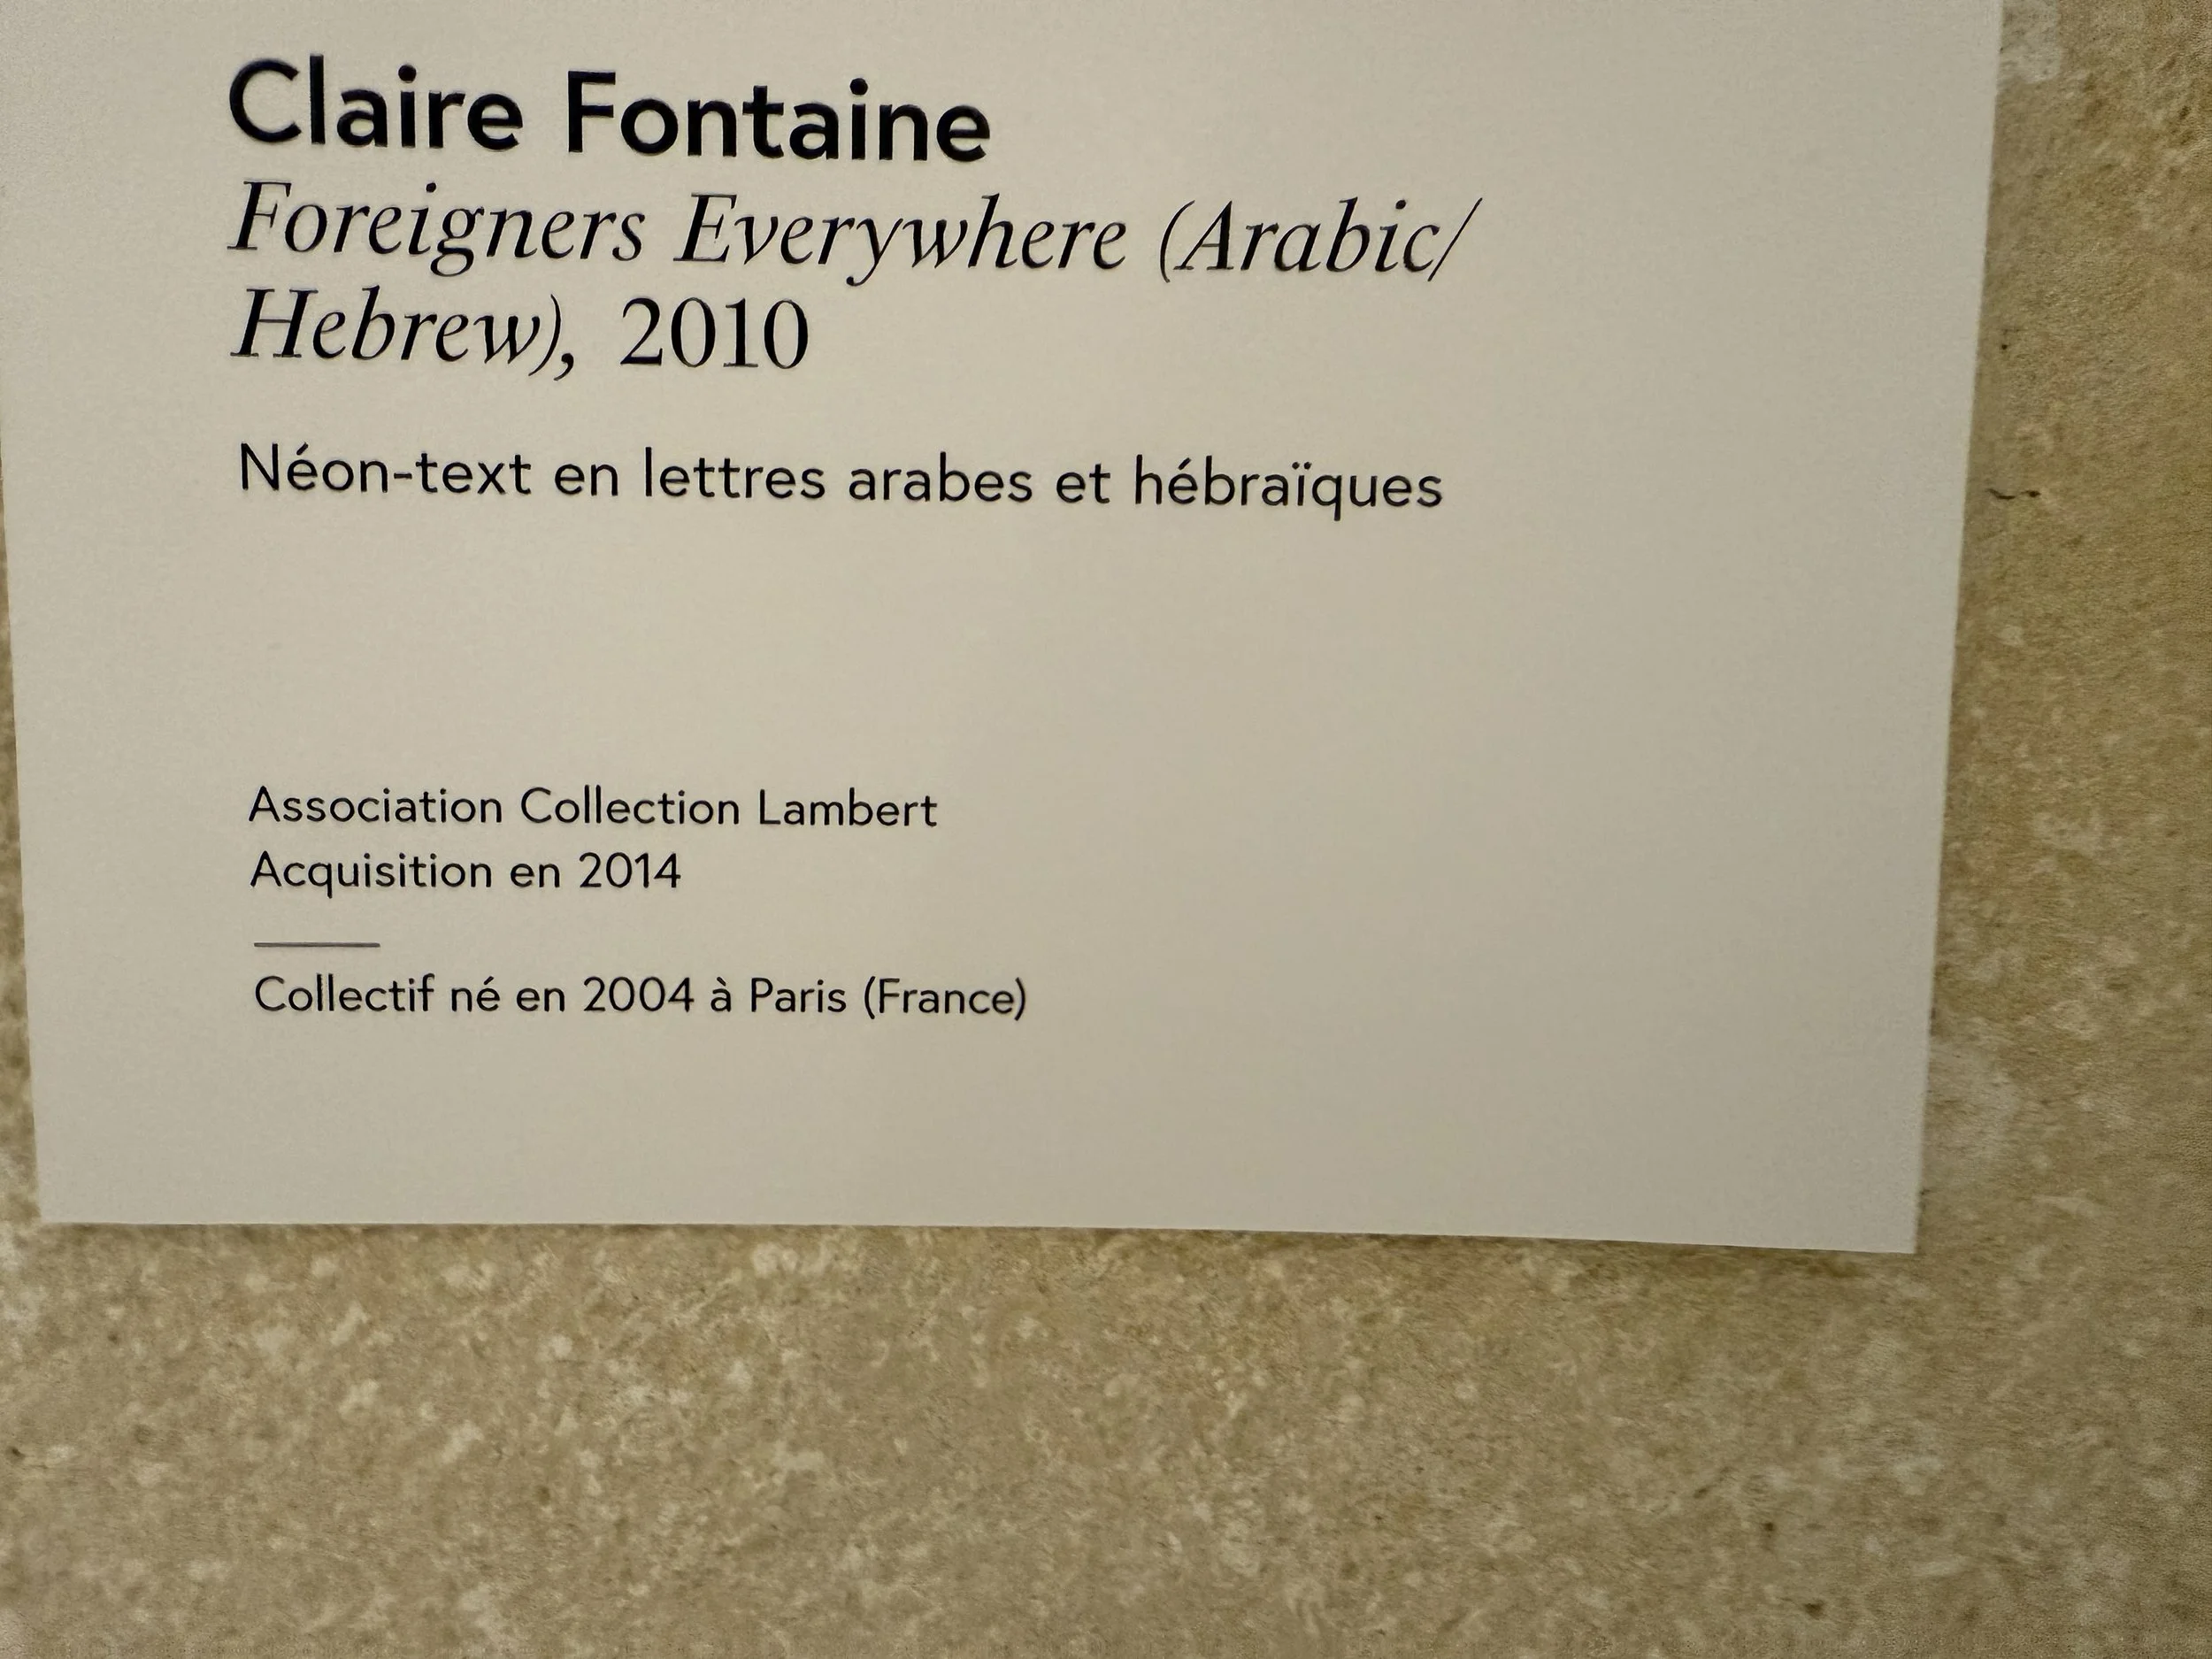 Claire Fontaine
Foreigners Everywhere (Arabic/
Hebrew), 2010
Néon-text en lettres arabes et hébraïques
Association Collection Lambert
Acquisition en 2014
Collectif né en 2004 à Paris (France)